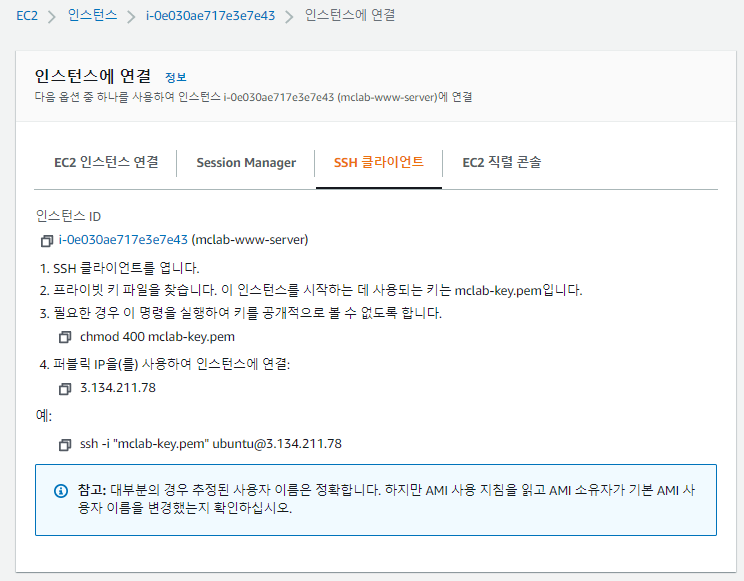 EC2 > 인스턴스 > i-0e030ae717e3e7e43 > 인스턴스에 연결
인스턴스에 연결 정보
다음 옵션 중 하나를 사용하여 인스턴스 i-0e030ae717e3e7e43 (mclab-www-server)에 연결
EC2 인스턴스 연결 Session Manager SSH 클라이언트 EC2 직렬 콘솔
인스턴스 ID
i-0e030ae717e3e7e43 (mclab-www-server)
1. SSH 클라이언트를 엽니다.
2. 프라이빗 키 파일을 찾습니다. 이 인스턴스를 시작하는 데 사용되는 키는 mclab-key.pem입니다.
3. 필요한 경우 이 명령을 실행하여 키를 공개적으로 볼 수 없도록 합니다.
chmod 400 mclab-key.pem
4. 퍼블릭 IP을(를) 사용하여 인스턴스에 연결:
3.134.211.78
예:
ssh -i "mclab-key.pem" ubuntu@3.134.211.78
참고: 대부분의 경우 추정된 사용자 이름은 정확합니다. 하지만 AMI 사용 지침을 읽고 AMI 소유자가 기본 AMI 사
용자 이름을 변경했는지 확인하십시오.